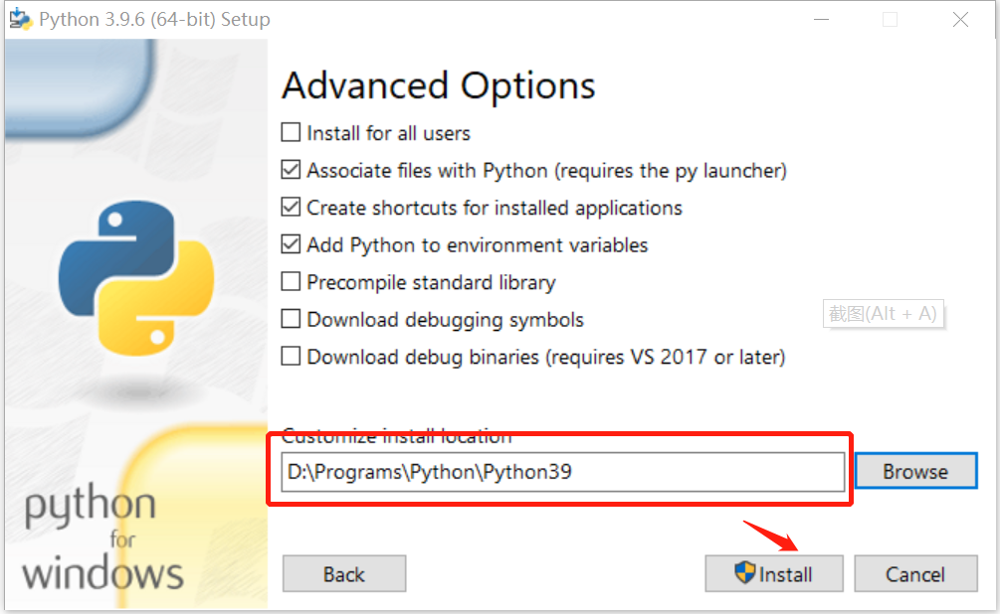 Python 3.9.6 (64-bit) Setup
Advanced Options
Install for all users
Associate files with Python (requires the py launcher)
Create shortcuts for installed applications
Add Python to environment variables
Precompile standard library
Download debugging symbols
截图(Alt + A)
Download debug binaries (requires VS 2017 or later)
Customize install location
D:\Programs\Python\Python39
Browse
python
for
windows
Back
Install
Cancel